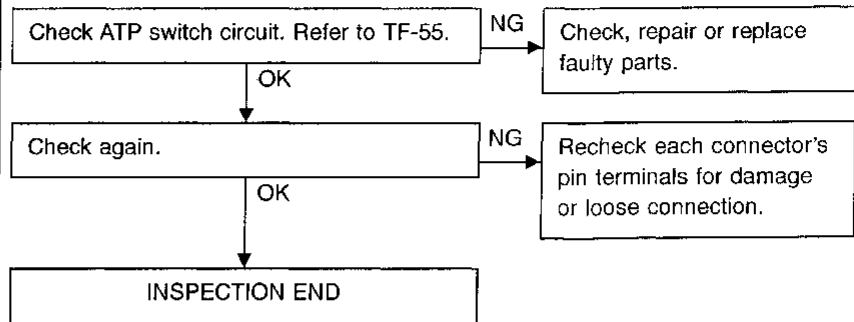 Check ATP switch circuit. Refer to TF-55.
NG
Check, repair or replace
faulty parts.
OK
Check again.
NG
Recheck each connector's
pin terminals for damage
or loose connection.
OK
INSPECTION END